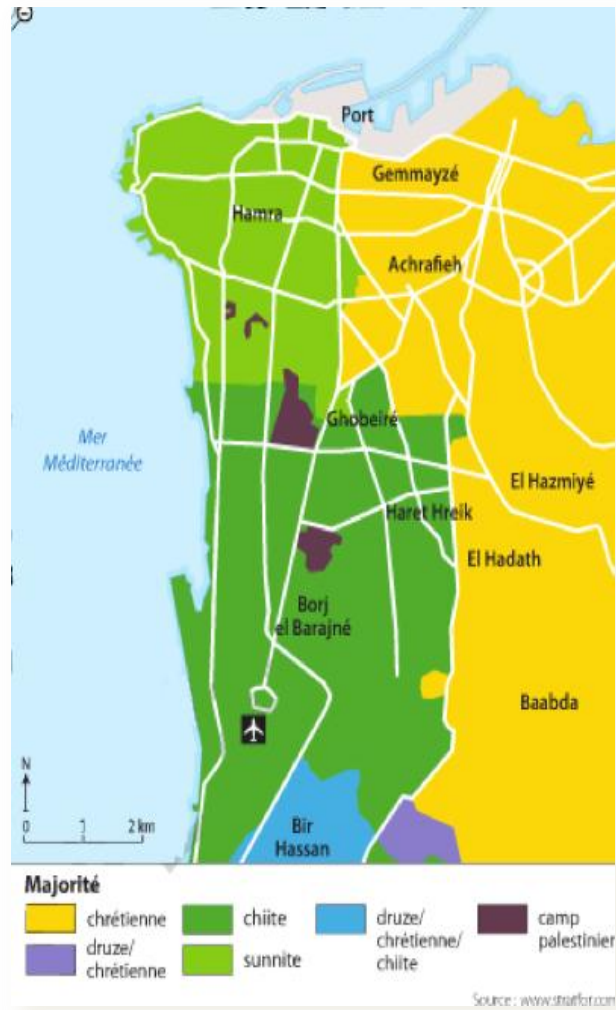 Port
Gemmayzé
Hamra
Achrafieh
Ghobeiré
Mer
Méditerranée
El Hazmiyé
Haret Hreik
El Hadath
Borj
el Barajné
Baabda
N
0 1 2 km
Bir
Hassan
Majorité
chrétienne
chiite
druze/
chrétienne/
chiite
camp
palestinien
druze/
chrétienne
sunnite
Source : www.stratfor.com